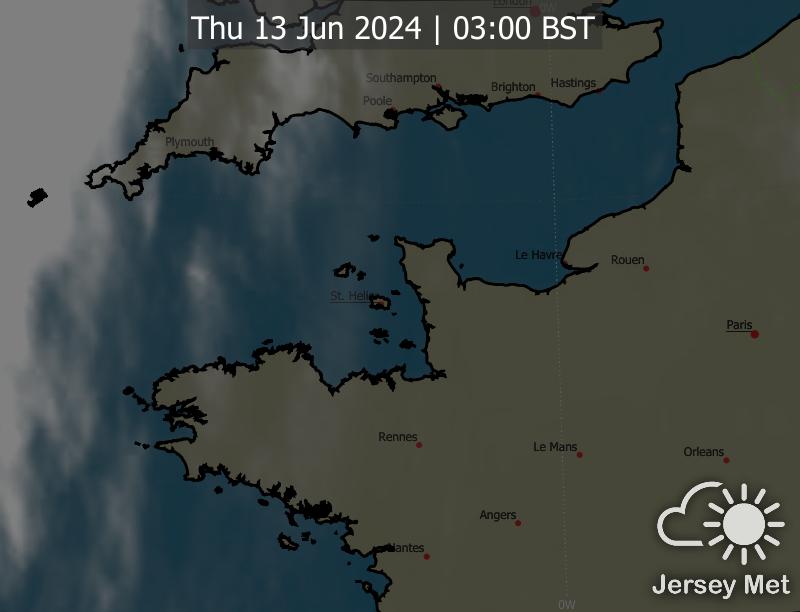 London
0W
Thu 13 Jun 2024 | 03:00 BST
Southampton
Brighton
Hastings
Poole
Plymouth
Le Havre
Rouen
St. Helier
Paris
Rennes
Le Mans
Orleans
Angers
Nantes
Jersey Met
0W